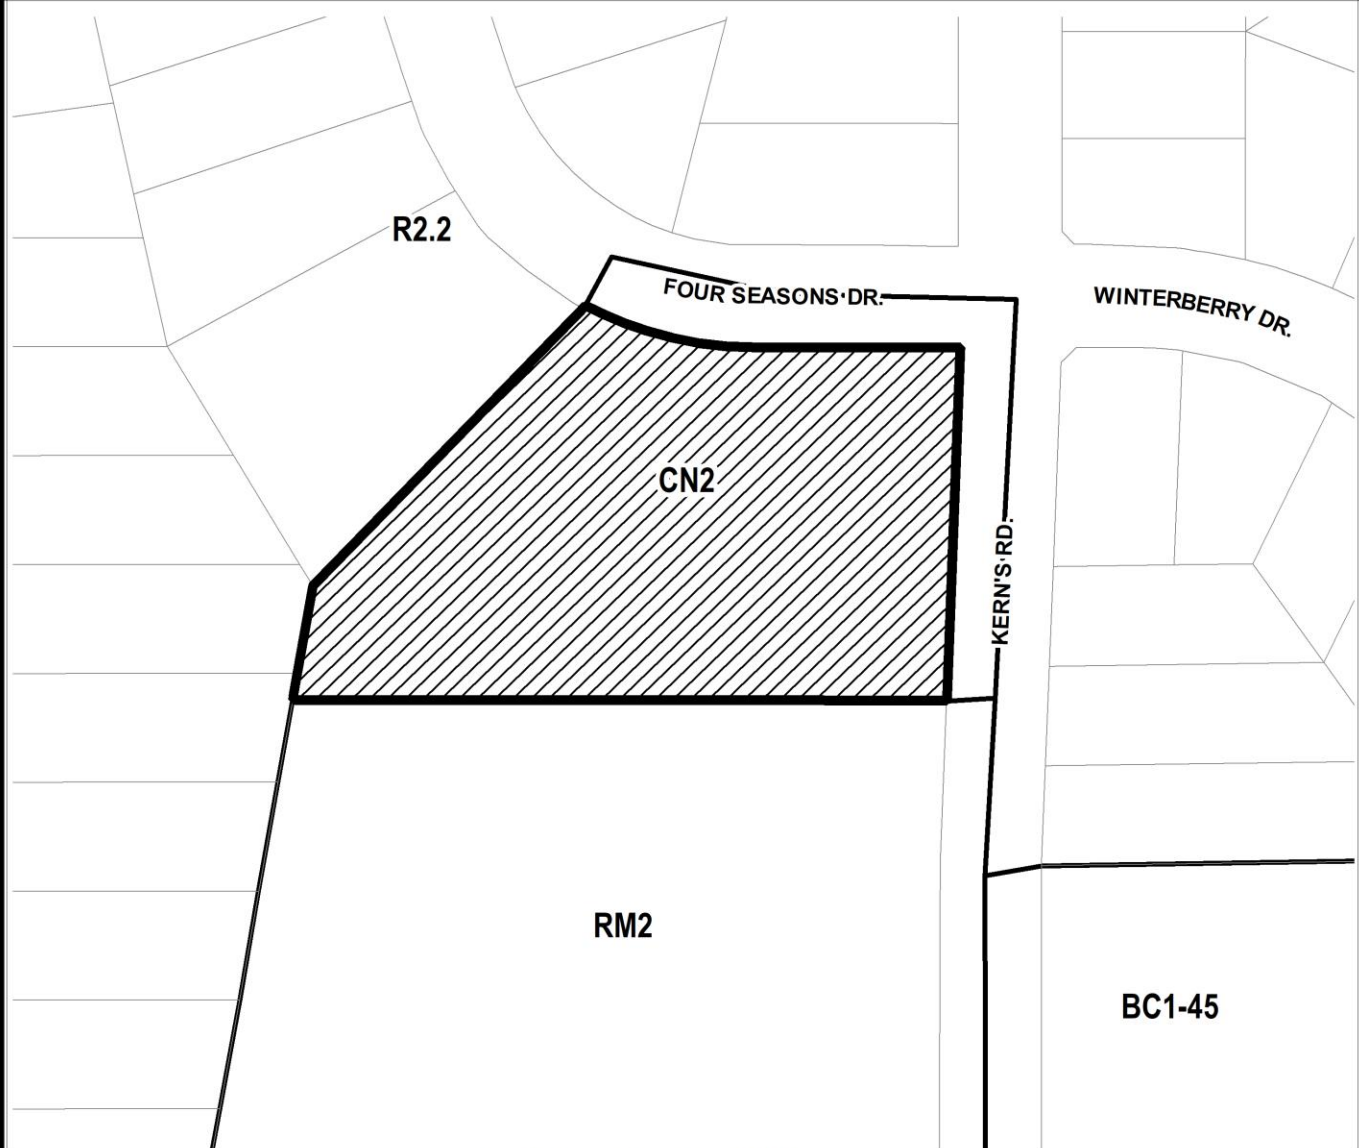 R2.2
FOUR SEASONS DR.
WINTERBERRY DR.
CN2
KERN'S RD.
RM2
BC1-45